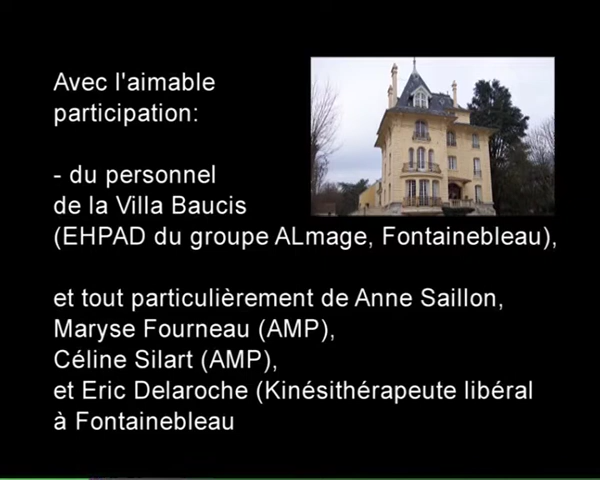 Avec l'aimable
participation:
- du personnel
de la Villa Baucis
(EHPAD du groupe ALmage, Fontainebleau),
et tout particulièrement de Anne Saillon,
Maryse Fourneau (AMP),
Céline Silart (AMP),
et Eric Delaroche (Kinésithérapeute libéral
à Fontainebleau